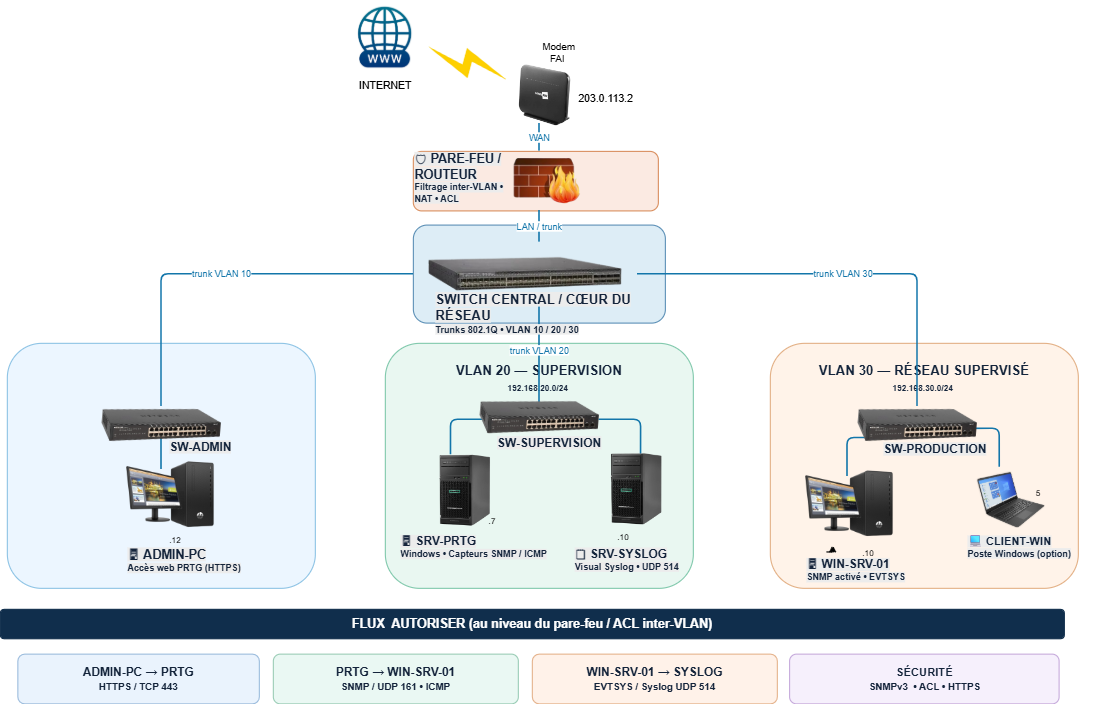 WWW
INTERNET
Modem
FAI
203.0.113.2
WAN
PARE-FEU /
ROUTEUR
Filtrage inter-VLAN •
NAT • ACL
LAN / trunk
SWITCH CENTRAL / CŒUR DU
RÉSEAU
Trunks 802.1Q • VLAN 10 / 20 / 30
trunk VLAN 10
trunk VLAN 30
trunk VLAN 20
SW-ADMIN
.12
ADMIN-PC
Accès web PRTG (HTTPS)
VLAN 20 — SUPERVISION
192.168.20.0/24
SW-SUPERVISION
.7
SRV-PRTG
Windows • Capteurs SNMP / ICMP
.10
SRV-SYSLOG
Visual Syslog • UDP 514
VLAN 30 — RÉSEAU SUPERVISÉ
192.168.30.0/24
SW-PRODUCTION
.10
WIN-SRV-01
SNMP activé • EVTSYS
5
CLIENT-WIN
Poste Windows (option)
FLUX AUTORISER (au niveau du pare-feu / ACL inter-VLAN)
ADMIN-PC → PRTG
HTTPS / TCP 443
PRTG → WIN-SRV-01
SNMP / UDP 161 • ICMP
WIN-SRV-01 → SYSLOG
EVTSYS / Syslog UDP 514
SÉCURITÉ
SNMPv3 • ACL • HTTPS